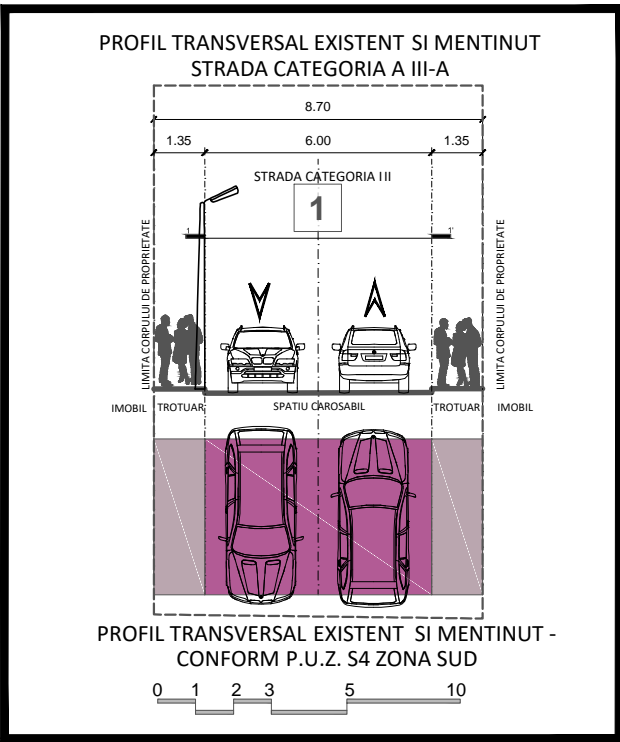 PROFIL TRANSVERSAL EXISTENT SI MENTINUT
STRADA CATEGORIA A III-A
8.70
1.35 6.00 1.35
STRADA CATEGORIA III
1
1 1'
LIMITA CORPULUI DE PROPRIETATE
LIMITA CORPULUI DE PROPRIETATE
IMOBIL TROTUAR SPATIU CAROSABIL TROTUAR IMOBIL
PROFIL TRANSVERSAL EXISTENT SI MENTINUT -
CONFORM P.U.Z. S4 ZONA SUD
0 1 2 3 5 10